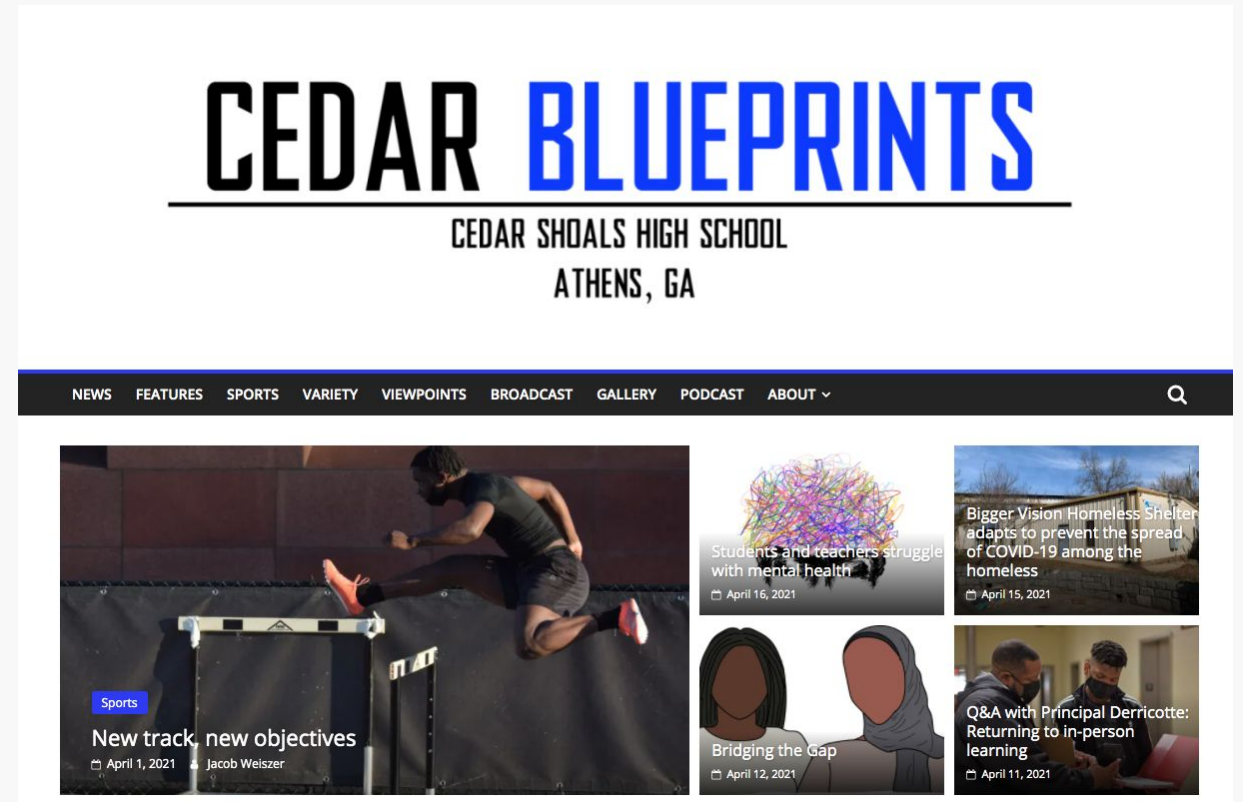 CEDAR BLUEPRINTS
CEDAR SHOALS HIGH SCHOOL
ATHENS, GA
NEWS FEATURES SPORTS VARIETY VIEWPOINTS BROADCAST GALLERY PODCAST ABOUT
Sports
New track, new objectives
April 1, 2021 Jacob Weiszer
Students and teachers struggle
with mental health
April 16, 2021
Bigger Vision Homeless Shelter
adapts to prevent the spread
of COVID-19 among the
homeless
April 15, 2021
Bridging the Gap
April 12, 2021
Q&A with Principal Derricotte:
Returning to in-person
learning
April 11, 2021